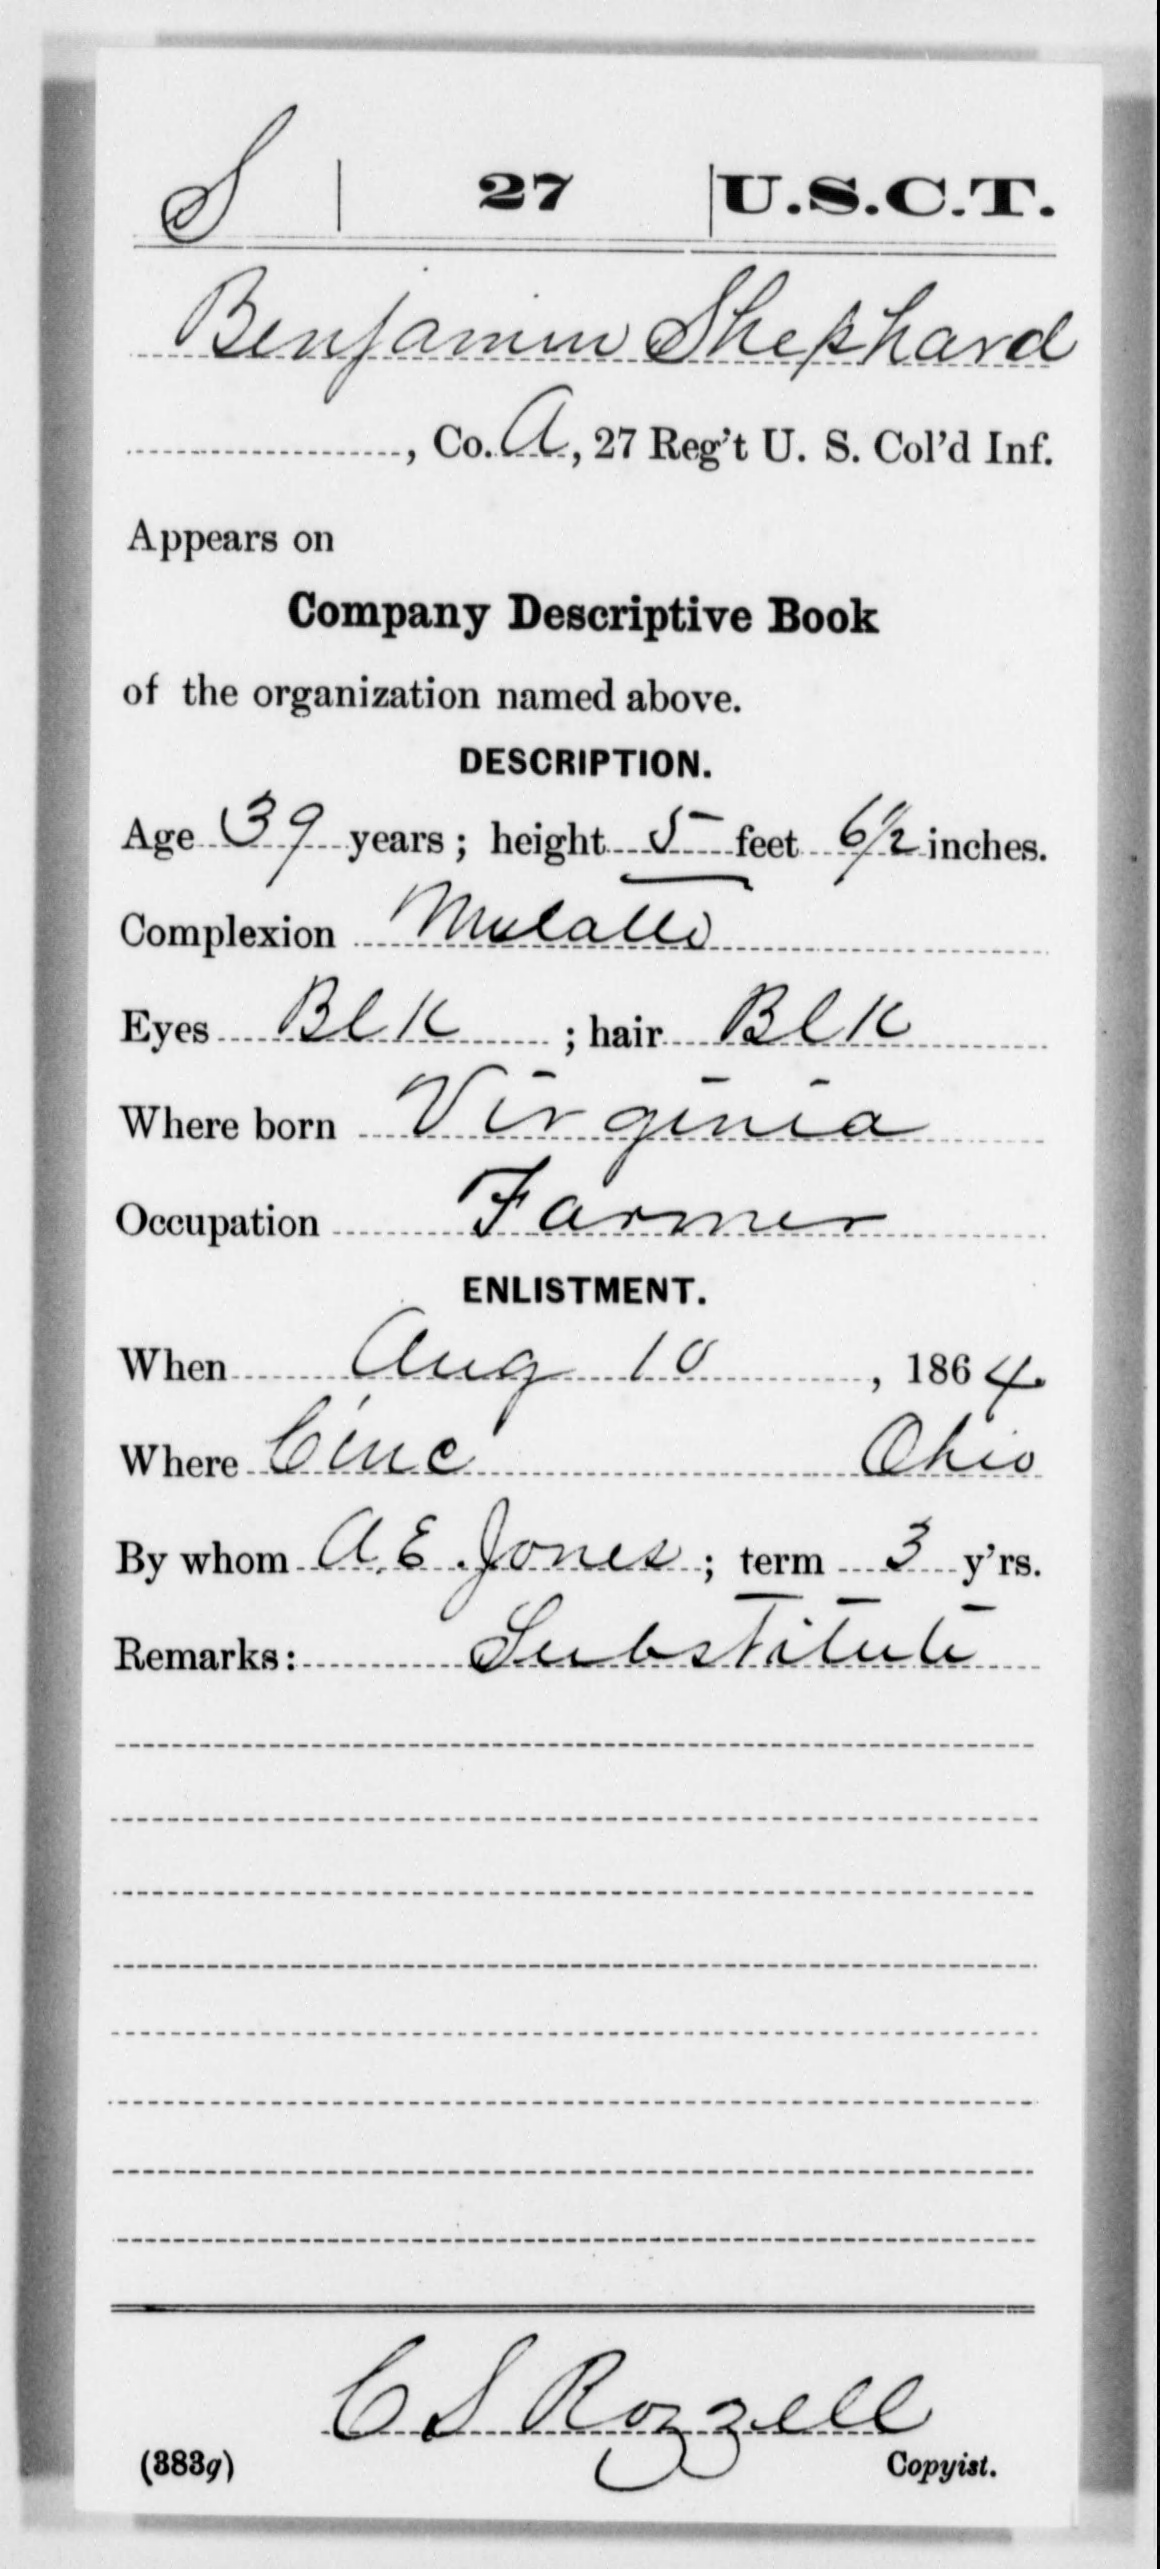 S | 27 | U.S.C.T.
Benjamin Shephard
, Co. A, 27 Reg't U. S. Col'd Inf.
Appears on
Company Descriptive Book
of the organization named above.
DESCRIPTION.
Age 39 years; height 5 feet 6 1/2 inches.
Complexion Mulatto
Eyes Blk; hair Blk
Where born Virginia
Occupation Farmer
ENLISTMENT.
When Aug 10, 1864.
Where Cinc Ohio
By whom A. E. Jones; term 3 y'rs.
Remarks: Substitute
C S Rozzell
(383g) Copyist.